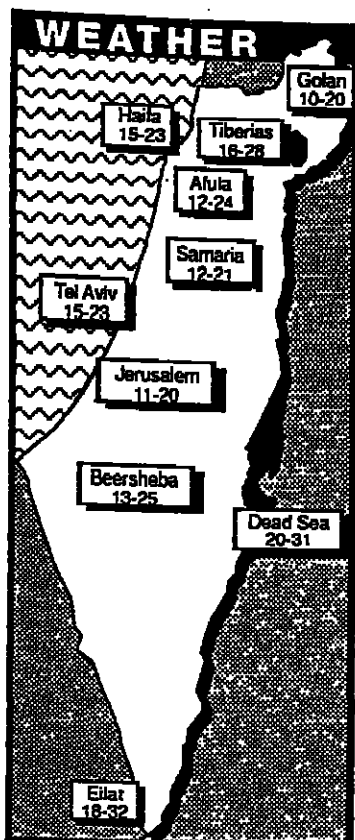 WEATHER
Golan
10-20
Haifa
15-23
Tiberias
16-28
Afula
12-24
Samaria
12-21
Tel Aviv
15-23
Jerusalem
11-20
Beersheba
13-25
Dead Sea
20-31
Eilat
18-32